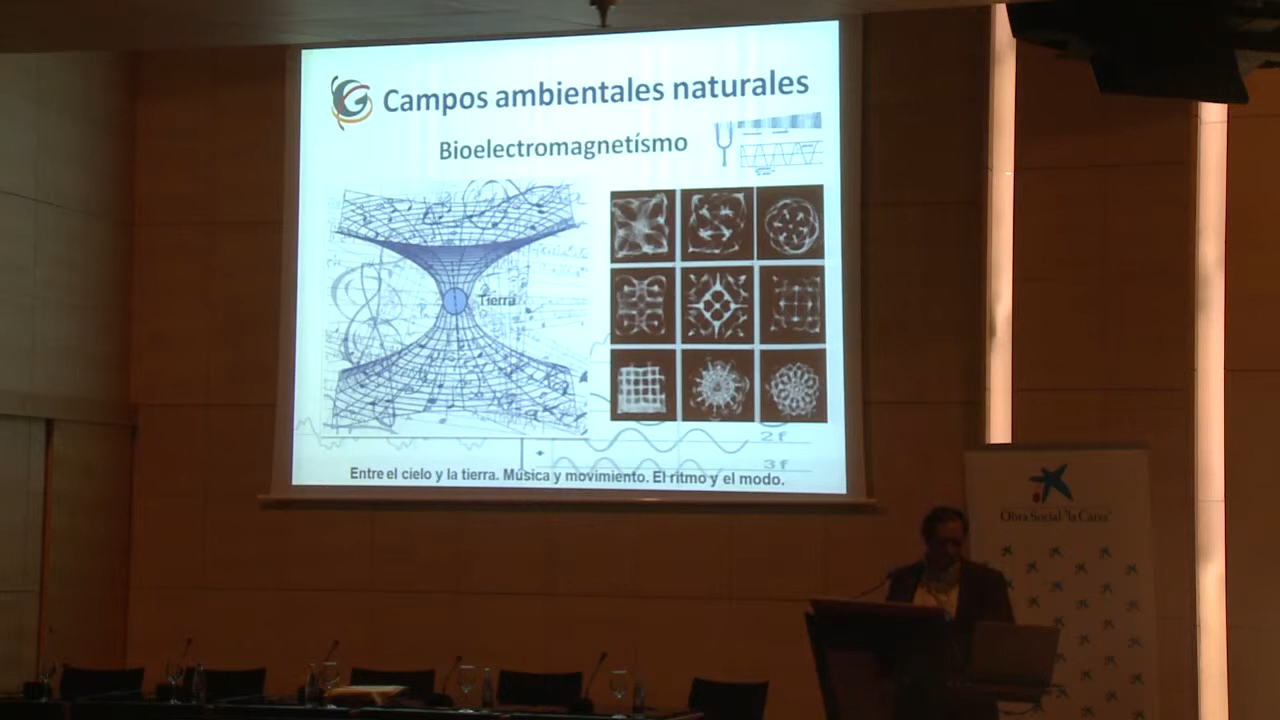 Campos ambientales naturales
Bioelectromagnetísmo
Tierra
2f
3f
Entre el cielo y la tierra. Música y movimiento. El ritmo y el modo.
Obra Social "la Caixa"